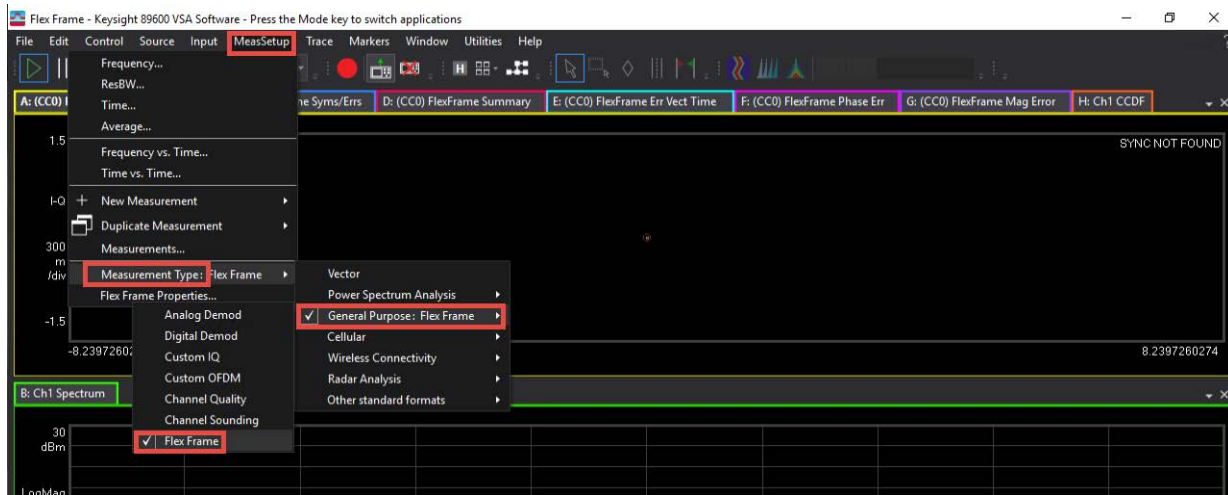 Flex Frame - Keysight 89600 VSA Software - Press the Mode key to switch applications
File Edit Control Source Input MeasSetup Trace Markers Window Utilities Help
A: (CC0)
ne Syms/Errs
D: (CC0) FlexFrame Summary
E: (CC0) FlexFrame Err Vect Time
F: (CC0) FlexFrame Phase Err
G: (CC0) FlexFrame Mag Error
H: Ch1 CCDF
Frequency...
ResBW...
Time...
Average...
Frequency vs. Time...
Time vs. Time...
New Measurement
Duplicate Measurement
Measurements...
Measurement Type: Flex Frame
Flex Frame Properties...
Vector
Power Spectrum Analysis
General Purpose: Flex Frame
Cellular
Wireless Connectivity
Radar Analysis
Other standard formats
Analog Demod
Digital Demod
Custom IQ
Custom OFDM
Channel Quality
Channel Sounding
Flex Frame
1.5
SYNC NOT FOUND
I-Q
300
m
/div
-1.5
-8.2397260
8.2397260274
B: Ch1 Spectrum
30
dBm
LogMag